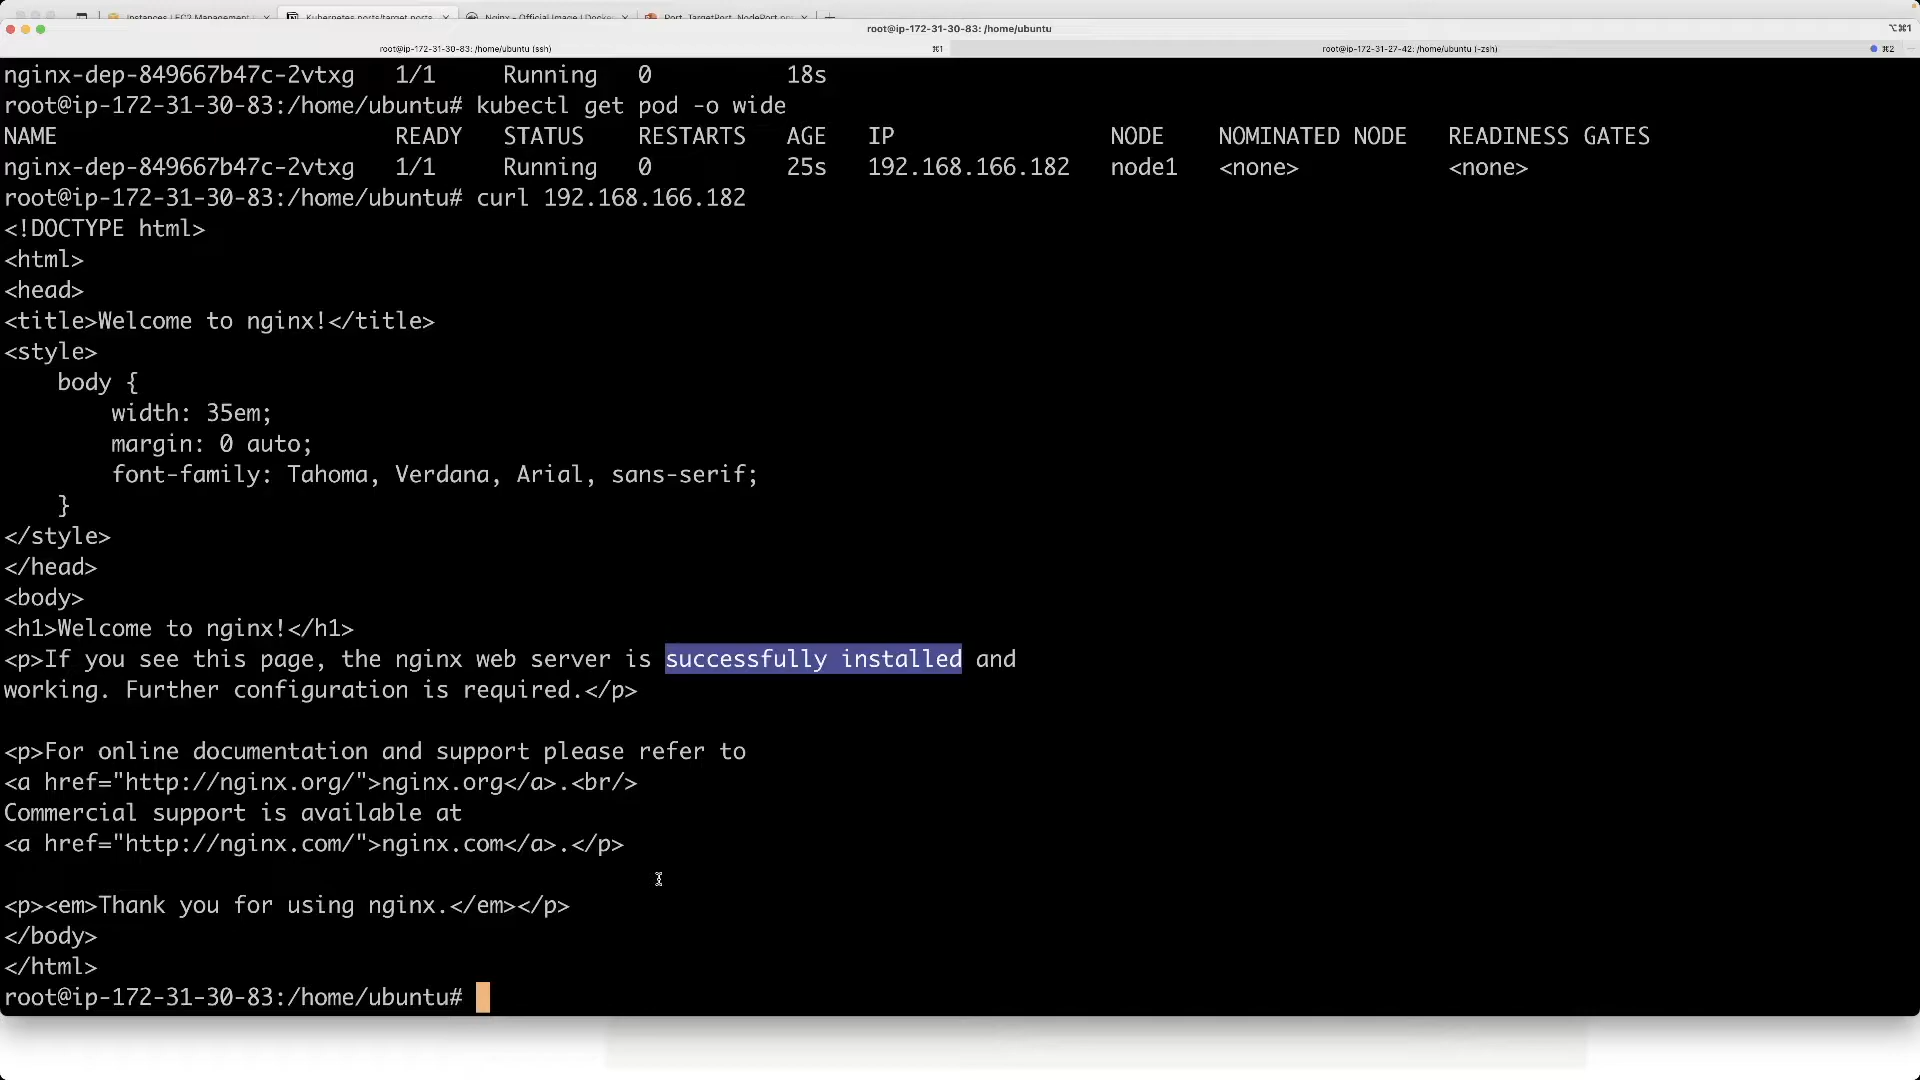 Instances | EC2 Management
Kubernetes ports/target ports
Nginx - Official Image | Docker
Port, TargetPort, NodePort
root@ip-172-31-30-83: /home/ubuntu
⌥⌘1
root@ip-172-31-30-83: /home/ubuntu (ssh)
⌘1
root@ip-172-31-27-42: /home/ubuntu (-zsh)
⌘2
nginx-dep-849667b47c-2vtxg 1/1 Running 0 18s
root@ip-172-31-30-83:/home/ubuntu# kubectl get pod -o wide
NAME READY STATUS RESTARTS AGE IP NODE NOMINATED NODE READINESS GATES
nginx-dep-849667b47c-2vtxg 1/1 Running 0 25s 192.168.166.182 node1 <none> <none>
root@ip-172-31-30-83:/home/ubuntu# curl 192.168.166.182
<!DOCTYPE html>
<html>
<head>
<title>Welcome to nginx!</title>
<style>
    body {
        width: 35em;
        margin: 0 auto;
        font-family: Tahoma, Verdana, Arial, sans-serif;
    }
</style>
</head>
<body>
<h1>Welcome to nginx!</h1>
<p>If you see this page, the nginx web server is successfully installed and
working. Further configuration is required.</p>
<p>For online documentation and support please refer to
<a href="http://nginx.org/">nginx.org</a>.<br/>
Commercial support is available at
<a href="http://nginx.com/">nginx.com</a>.</p>
<p><em>Thank you for using nginx.</em></p>
</body>
</html>
root@ip-172-31-30-83:/home/ubuntu#